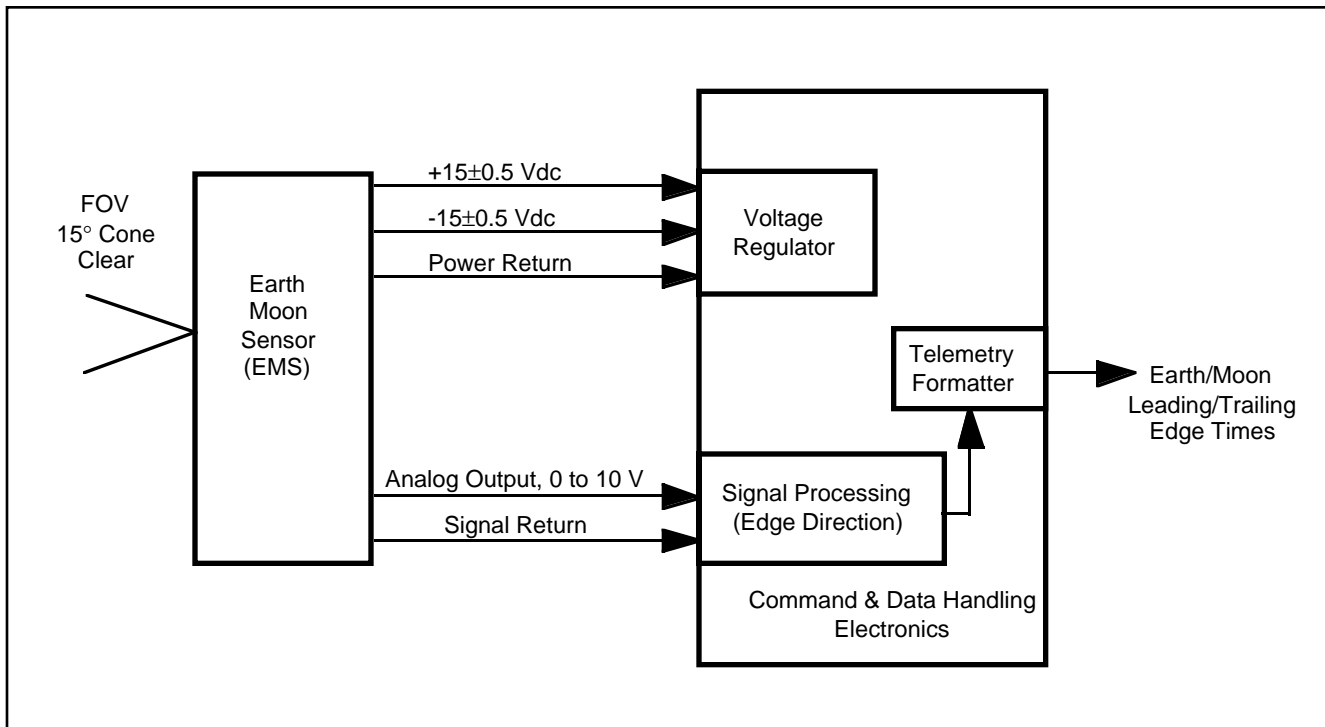 FOV
15° Cone
Clear
Earth
Moon
Sensor
(EMS)
+15±0.5 Vdc
-15±0.5 Vdc
Power Return
Analog Output, 0 to 10 V
Signal Return
Voltage
Regulator
Telemetry
Formatter
Signal Processing
(Edge Direction)
Command & Data Handling
Electronics
Earth/Moon
Leading/Trailing
Edge Times